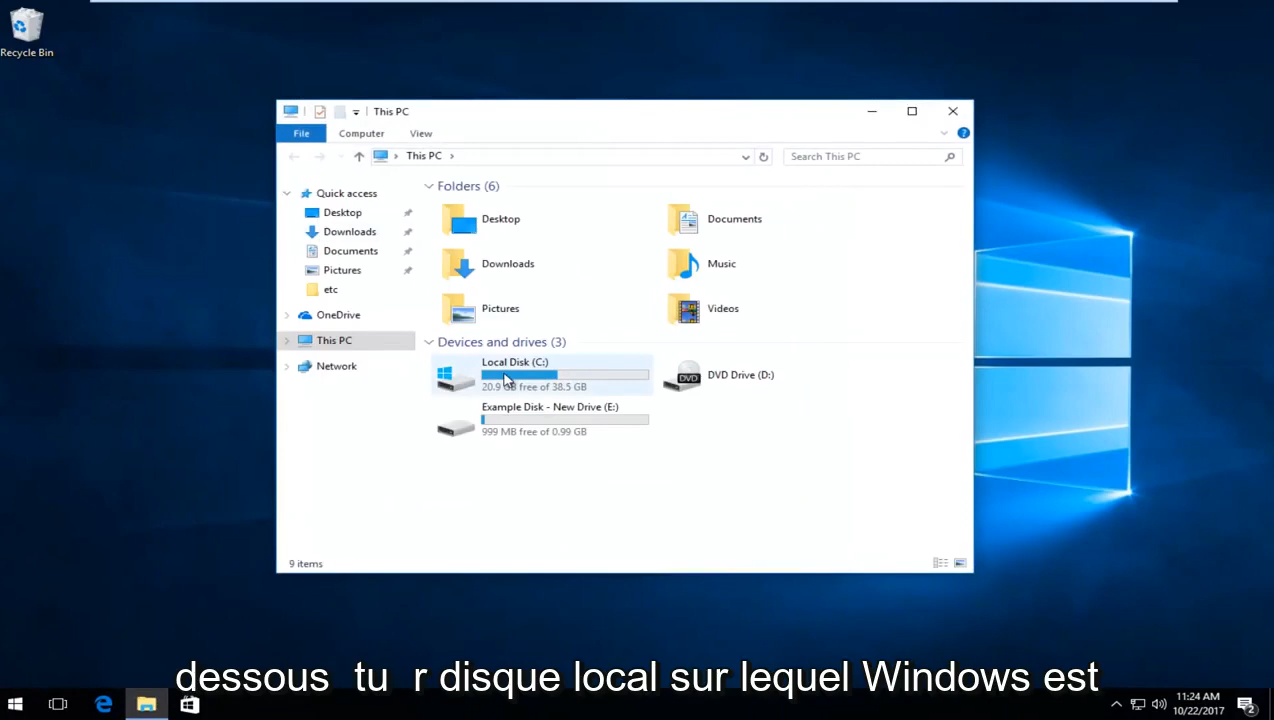 Recycle Bin
This PC
File Computer View
This PC
Search This PC
Quick access
Desktop
Downloads
Documents
Pictures
etc
OneDrive
This PC
Network
Folders (6)
Desktop
Documents
Downloads
Music
Pictures
Videos
Devices and drives (3)
Local Disk (C:)
20.9 GB free of 38.5 GB
DVD
DVD Drive (D:)
Example Disk - New Drive (E:)
999 MB free of 0.99 GB
9 items
dessous tu r disque local sur lequel Windows est
11:24 AM
10/22/2017
2